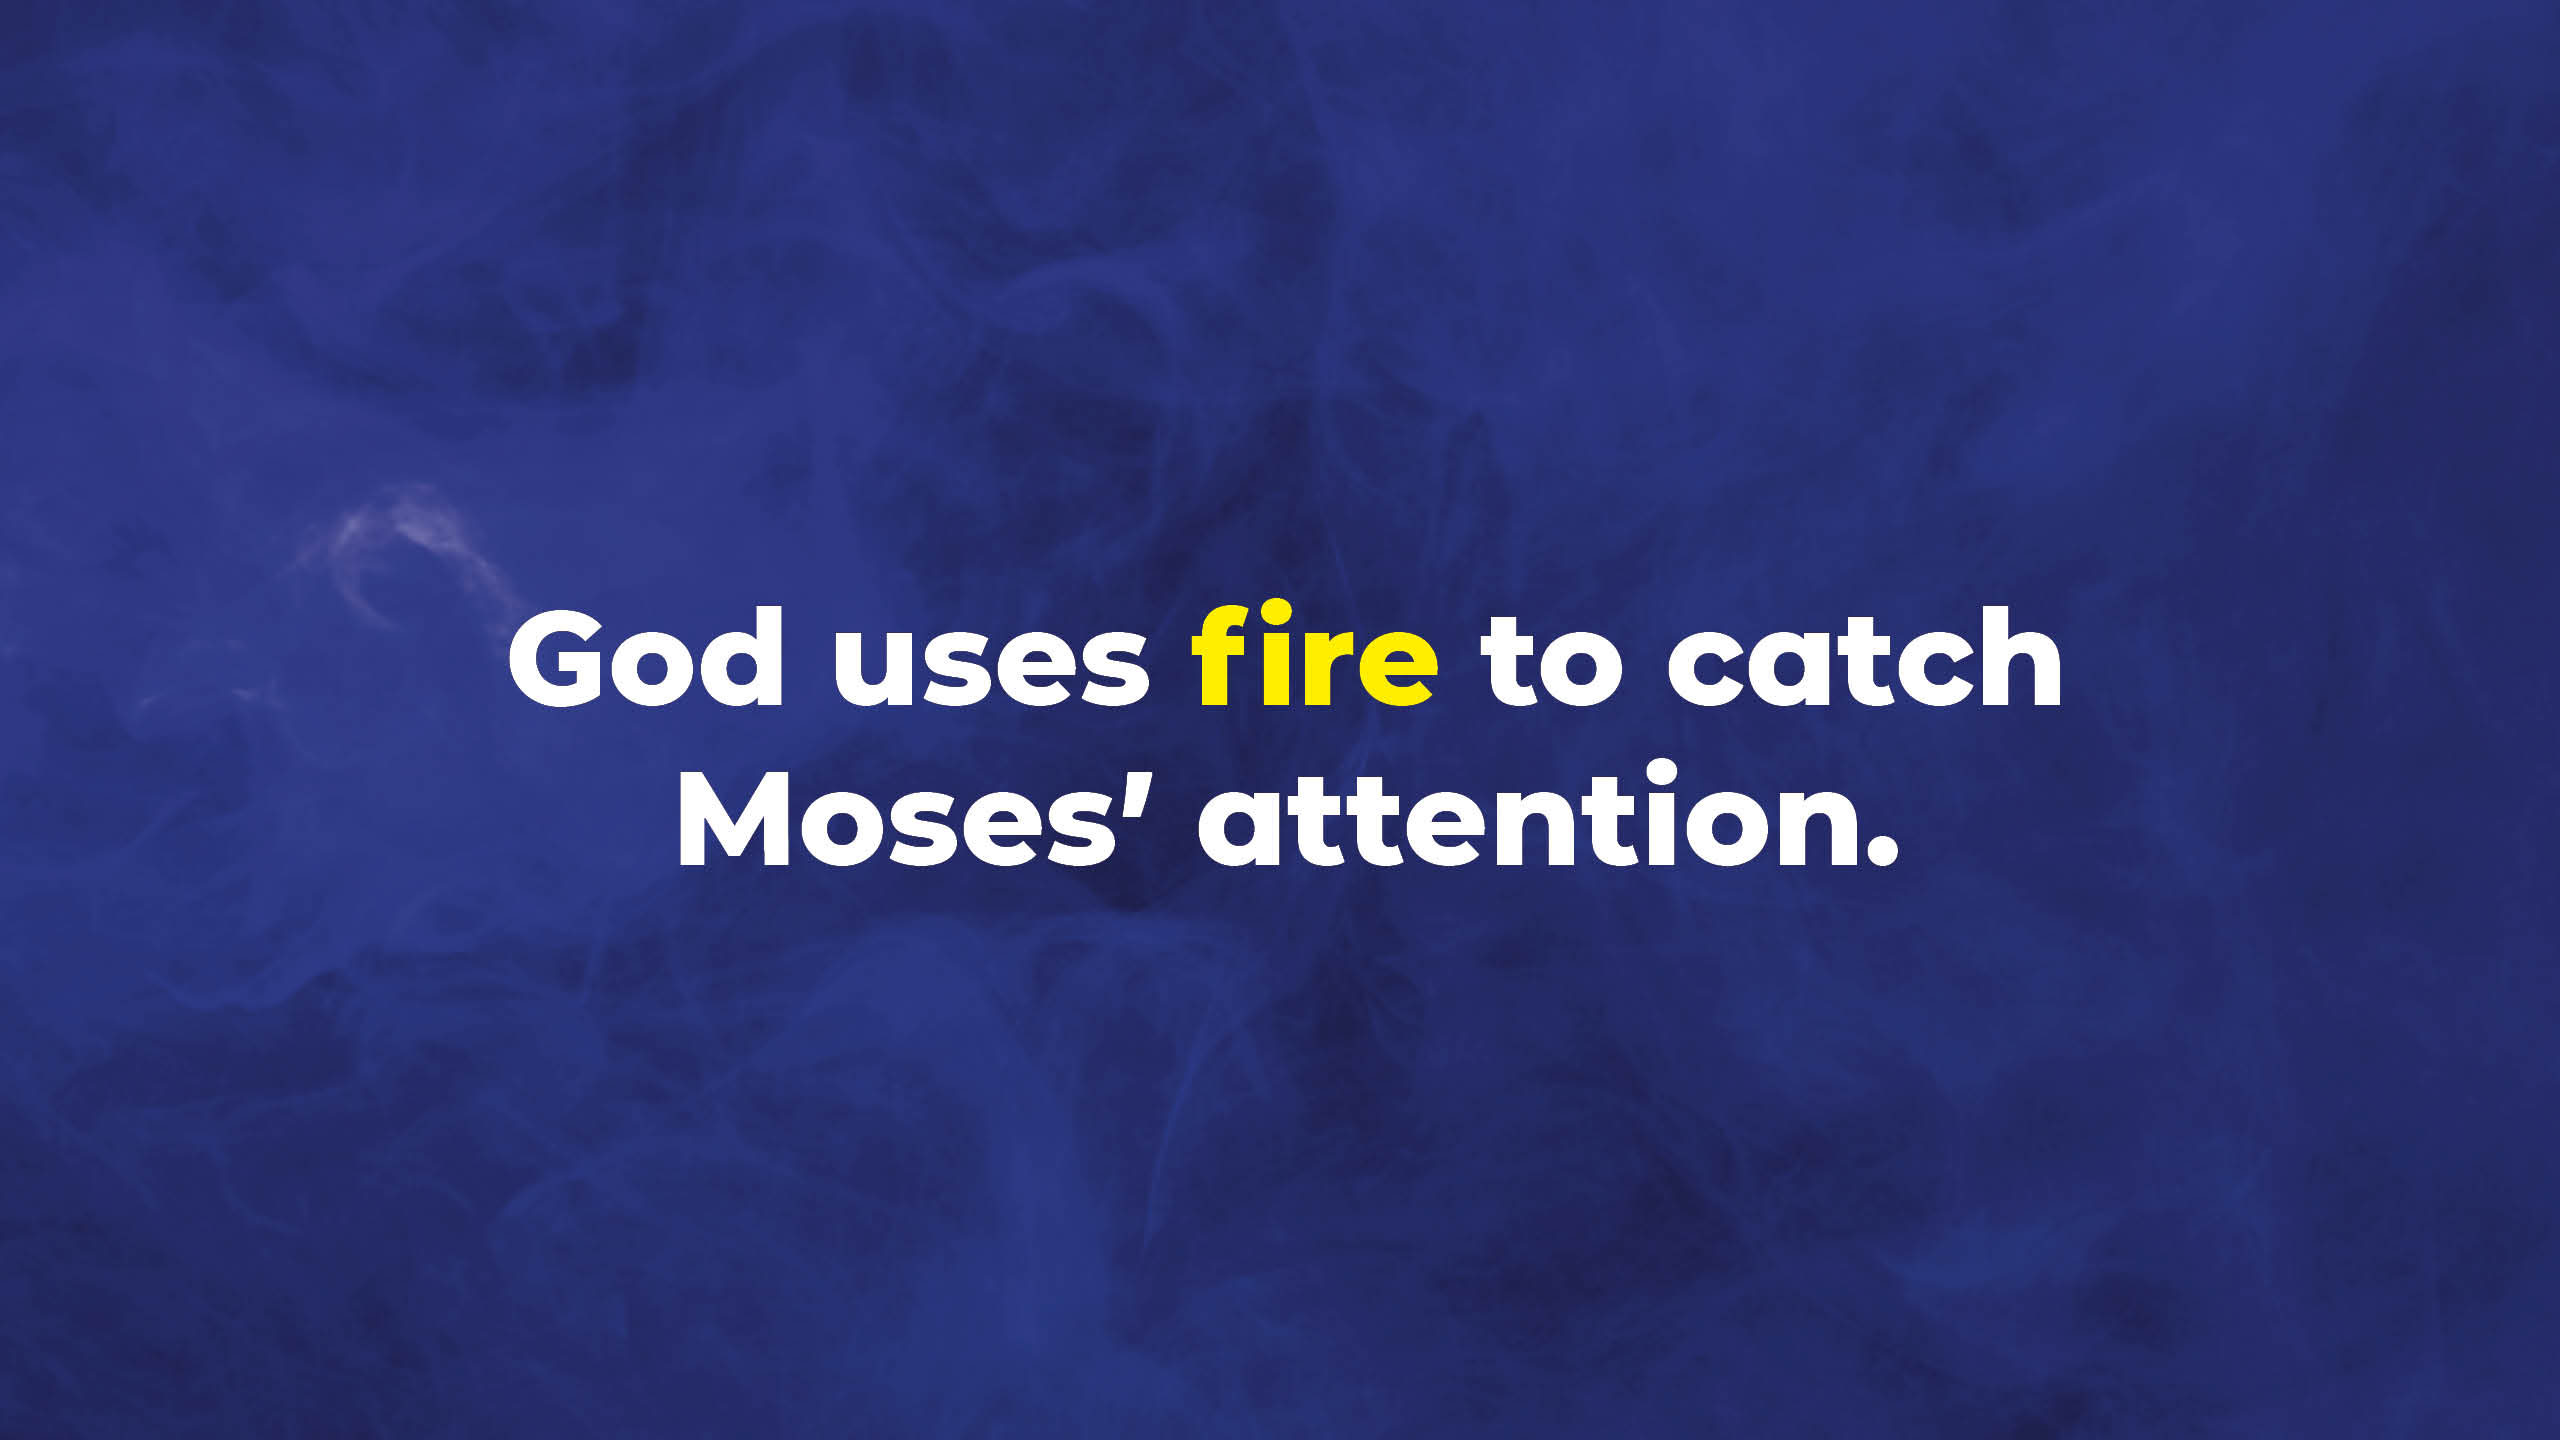 God uses fire to catch
Moses’ attention.